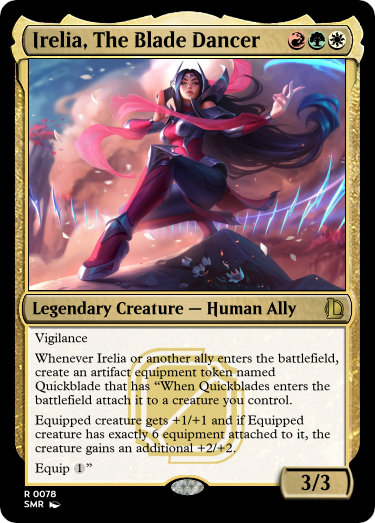 Irelia, The Blade Dancer
Legendary Creature — Human Ally
Vigilance
Whenever Irelia or another ally enters the battlefield,
create an artifact equipment token named
Quickblade that has “When Quickblades enters the
battlefield attach it to a creature you control.
Equipped creature gets +1/+1 and if Equipped
creature has exactly 6 equipment attached to it, the
creature gains an additional +2/+2.
Equip 1 ”
3/3
R 0078
SMR